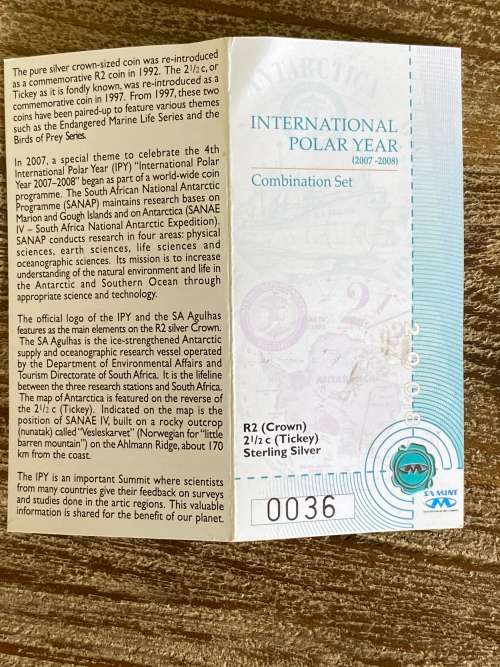 The pure silver crown-sized coin was re-introduced
as a commemorative R2 coin in 1992. The 2½ c, or
Tickey as it is fondly known, was re-introduced as a
commemorative coin in 1997. From 1997, these two
coins have been paired-up to feature various themes
such as the Endangered Marine Life Series and the
Birds of Prey Series.
In 2007, a special theme to celebrate the 4th
International Polar Year (IPY) "International Polar
Year 2007–2008" began as part of a world-wide coin
programme. The South African National Antarctic
Programme (SANAP) maintains research bases on
Marion and Gough Islands and on Antarctica (SANAE
IV – South Africa National Antarctic Expedition).
SANAP conducts research in four areas: physical
sciences, earth sciences, life sciences and
oceanographic sciences. Its mission is to increase
understanding of the natural environment and life in
the Antarctic and Southern Ocean through
appropriate science and technology.
The official logo of the IPY and the SA Agulhas
features as the main elements on the R2 silver Crown.
The SA Agulhas is the ice-strengthened Antarctic
supply and oceanographic research vessel operated
by the Department of Environmental Affairs and
Tourism Directorate of South Africa. It is the lifeline
between the three research stations and South Africa.
The map of Antarctica is featured on the reverse of
the 2½ c (Tickey). Indicated on the map is the
position of SANAE IV, built on a rocky outcrop
(nunatak) called "Vesleskarvet" (Norwegian for "little
barren mountain") on the Ahlmann Ridge, about 170
km from the coast.
The IPY is an important Summit where scientists
from many countries give their feedback on surveys
and studies done in the artic regions. This valuable
information is shared for the benefit of our planet.
ANTARCTIC
INTERNATIONAL
POLAR YEAR
(2007 -2008)
Combination Set
2
2008
R2 (Crown)
2½ c (Tickey)
Sterling Silver
0036
SA MINT